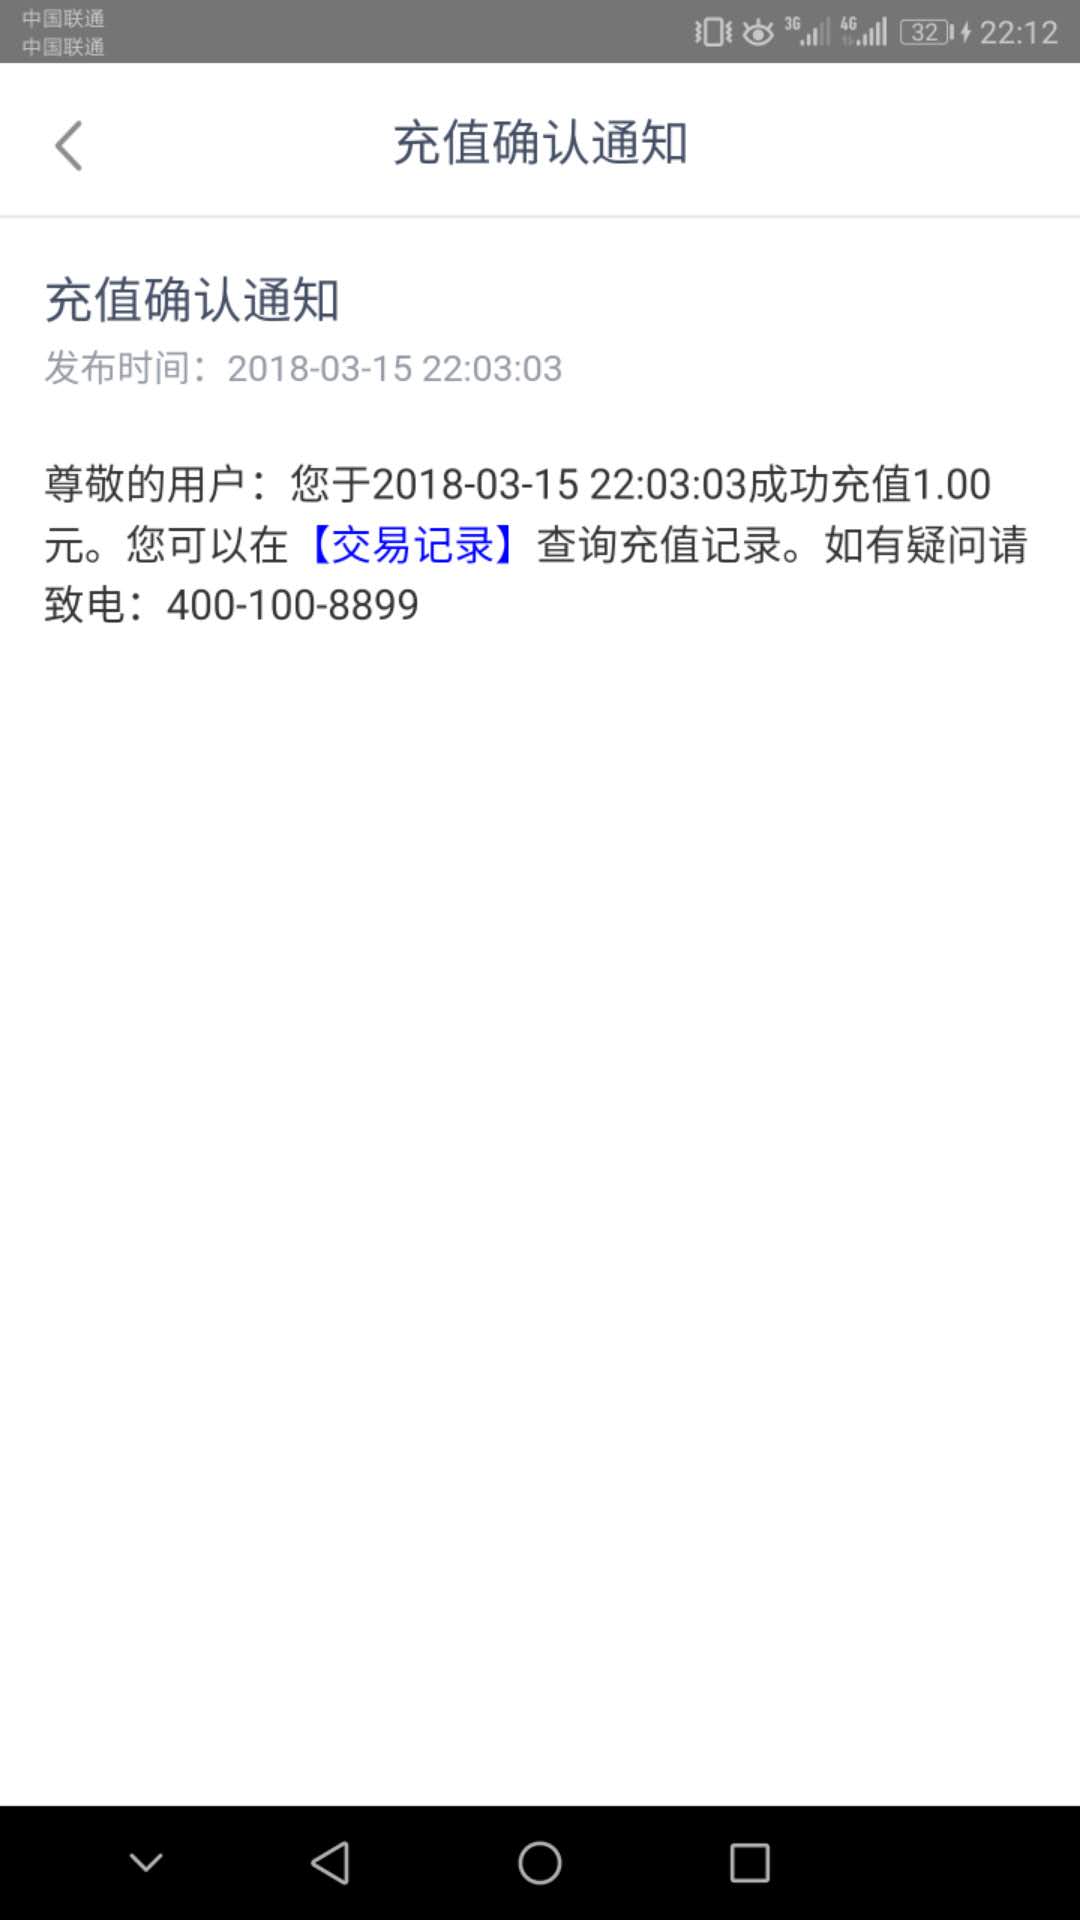 中国联通
中国联通
3G 4G 32 22:12
充值确认通知
充值确认通知
发布时间：2018-03-15 22:03:03
尊敬的用户：您于2018-03-15 22:03:03成功充值1.00
元。您可以在【交易记录】查询充值记录。如有疑问请
致电：400-100-8899